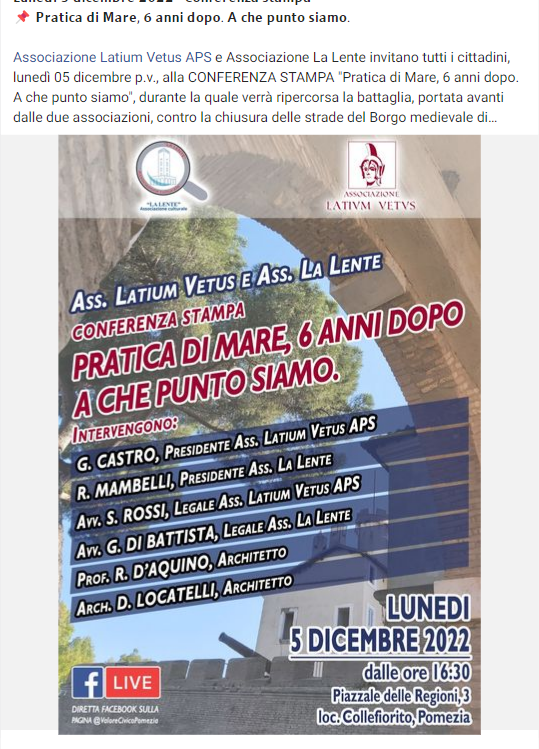 Lunedì 5 dicembre 2022 - Conferenza stampa
📌 Pratica di Mare, 6 anni dopo. A che punto siamo.
Associazione Latium Vetus APS e Associazione La Lente invitano tutti i cittadini,
lunedì 05 dicembre p.v., alla CONFERENZA STAMPA "Pratica di Mare, 6 anni dopo.
A che punto siamo", durante la quale verrà ripercorsa la battaglia, portata avanti
dalle due associazioni, contro la chiusura delle strade del Borgo medievale di...
"LA LENTE"
Associazione culturale
ASSOCIAZIONE
LATIVM VETVS
Ass. Latium Vetus e Ass. La Lente
CONFERENZA STAMPA
PRATICA DI MARE, 6 ANNI DOPO
A CHE PUNTO SIAMO.
Intervengono:
G. CASTRO, Presidente Ass. Latium Vetus APS
R. MAMBELLI, Presidente Ass. La Lente
Avv. S. ROSSI, Legale Ass. Latium Vetus APS
Avv. G. DI BATTISTA, Legale Ass. La Lente
Prof. R. D'AQUINO, Architetto
Arch. D. LOCATELLI, Architetto
LUNEDI
5 DICEMBRE 2022
dalle ore 16:30
Piazzale delle Regioni,3
loc. Collefiorito, Pomezia
f LIVE
DIRETTA FACEBOOK SULLA
PAGINA @ValoreCivicoPomezia